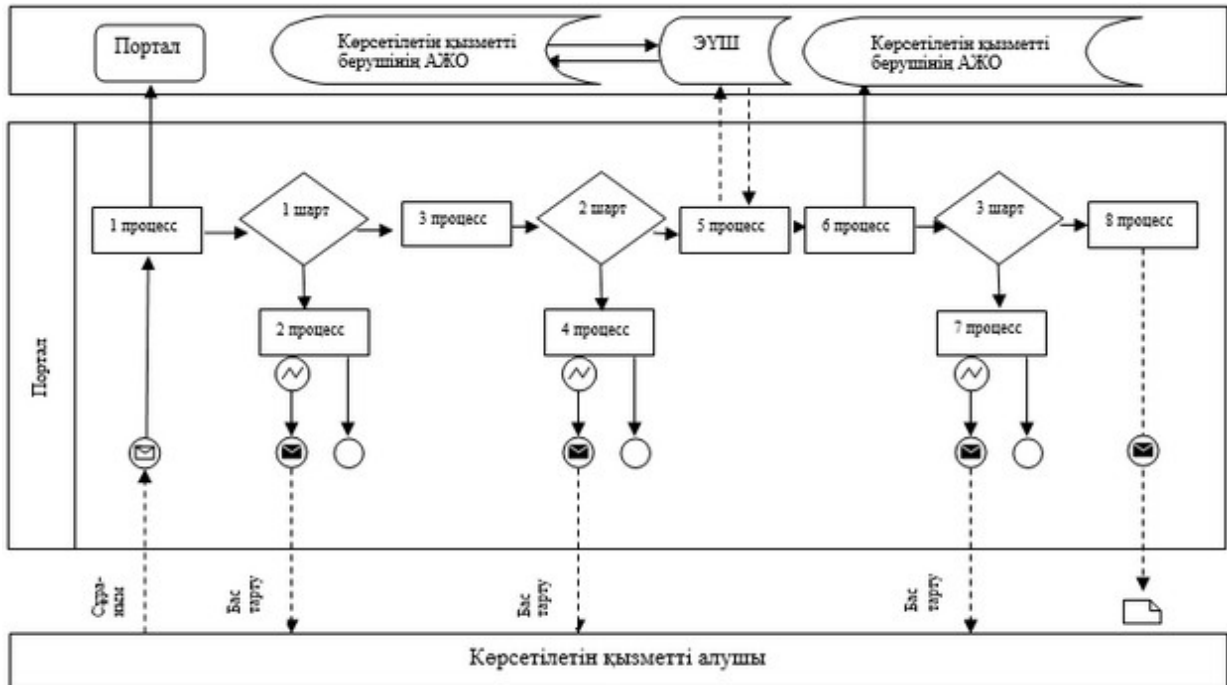 Портал
Көрсетілетін қызметті
берушінің АЖО
ЭҮШ
Көрсетілетін қызметті
берушінің АЖО
Портал
1 процесс
1 шарт
3 процесс
2 шарт
5 процесс
6 процесс
3 шарт
8 процесс
2 процесс
4 процесс
7 процесс
Сұра-
ным
Бас
тарту
Бас
тарту
Бас
тарту
Көрсетілетін қызметті алушы